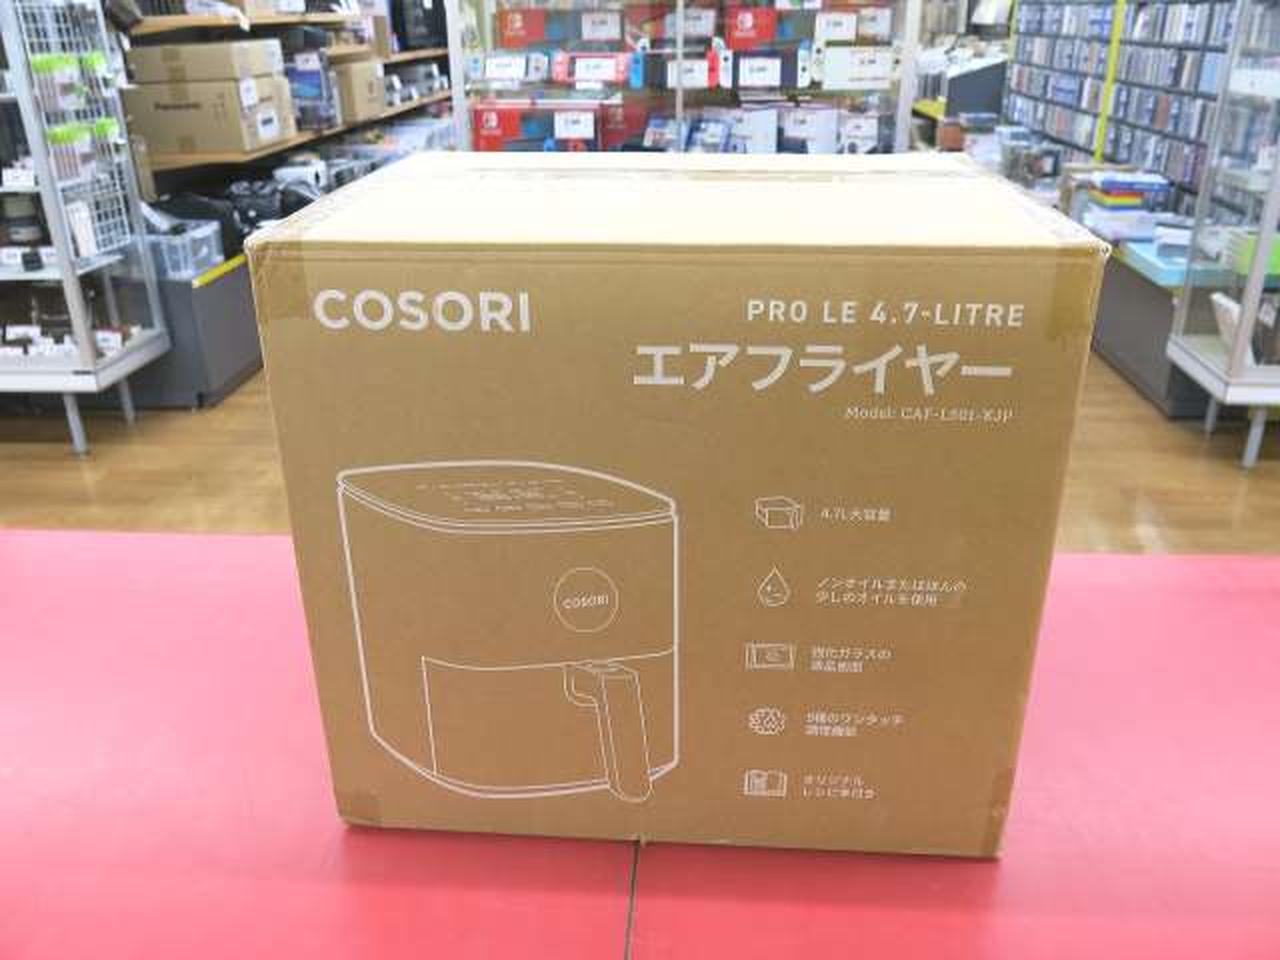 COSORI
PRO LE 4.7-LITRE
エアフライヤー
Model: CAF-L501-KJP
4.7L大容量
ノンオイルまたはほんの
少しのオイルを使用
強化ガラスの
液晶画面
9種のワンタッチ
調理機能
オリジナル
レシピ本付き
COSORI
Panasonic